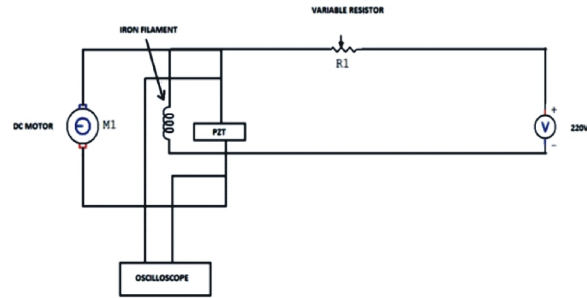 VARIABLE RESISTOR
IRON FILAMENT
R1
DC MOTOR
M1
PZT
+
V
-
220V
OSCILLOSCOPE